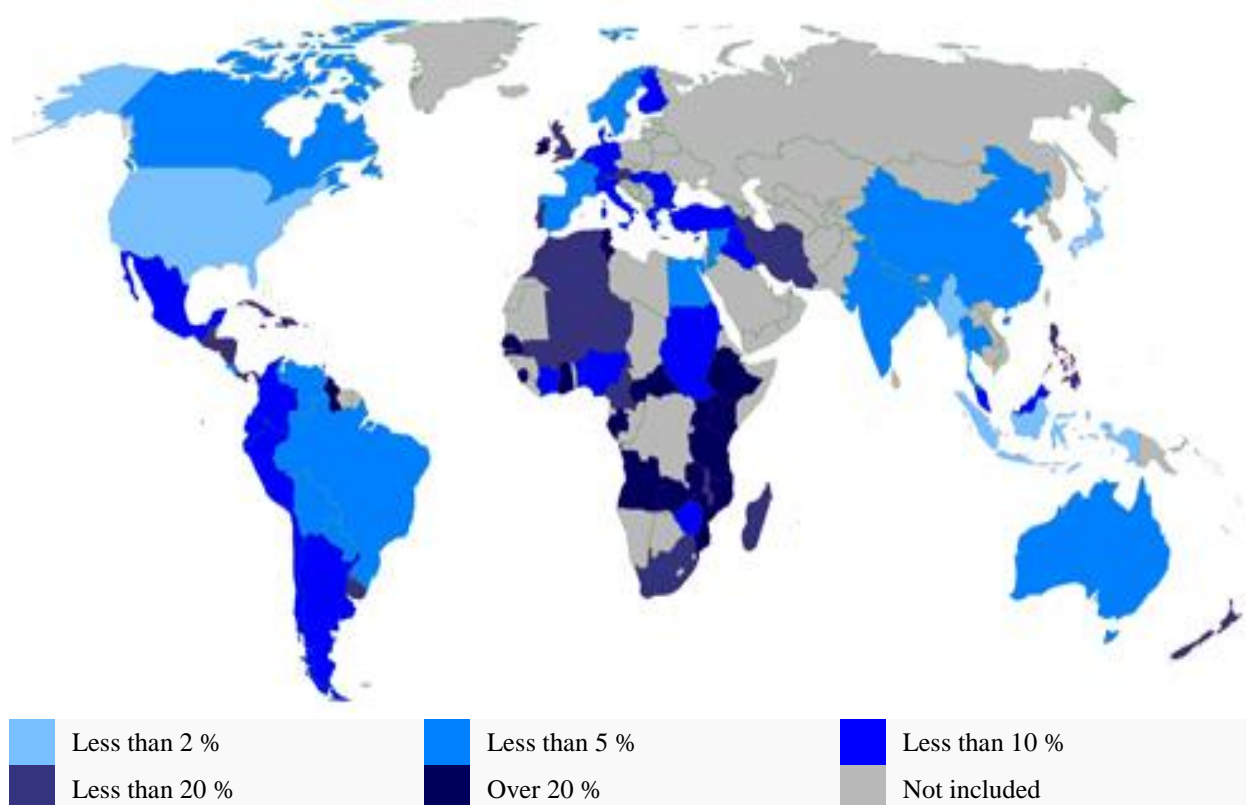 Less than 2 %
Less than 5 %
Less than 10 %
Less than 20 %
Over 20 %
Not included